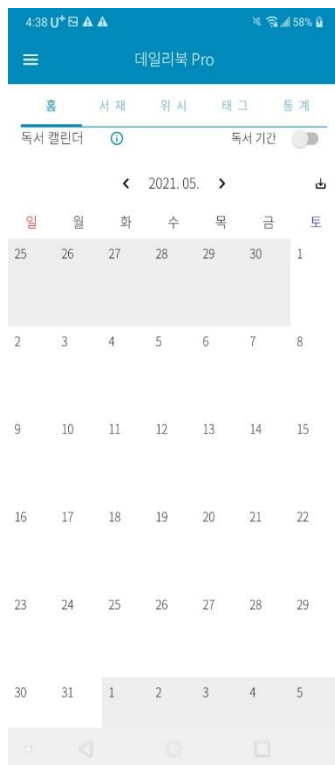 4:38 U+ 58%
데일리북 Pro
홈 서재 위시 태그 통계
독서 캘린더 독서 기간
2021. 05.
일 월 화 수 목 금 토
25 26 27 28 29 30 1
2 3 4 5 6 7 8
9 10 11 12 13 14 15
16 17 18 19 20 21 22
23 24 25 26 27 28 29
30 31 1 2 3 4 5